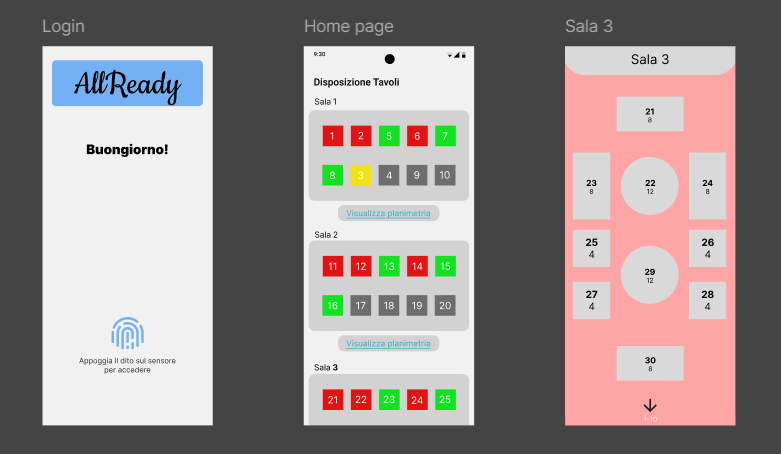 Login
AllReady
Buongiorno!
Appoggia il dito sul sensore
per accedere
Home page
9:30
Disposizione Tavoli
Sala 1
1 2 5 6 7
8 3 4 9 10
Visualizza planimetria
Sala 2
11 12 13 14 15
16 17 18 19 20
Visualizza planimetria
Sala 3
21 22 23 24 25
Sala 3
Sala 3
21
8
23
8
22
12
24
8
25
4
26
4
29
12
27
4
28
4
30
8
1-10